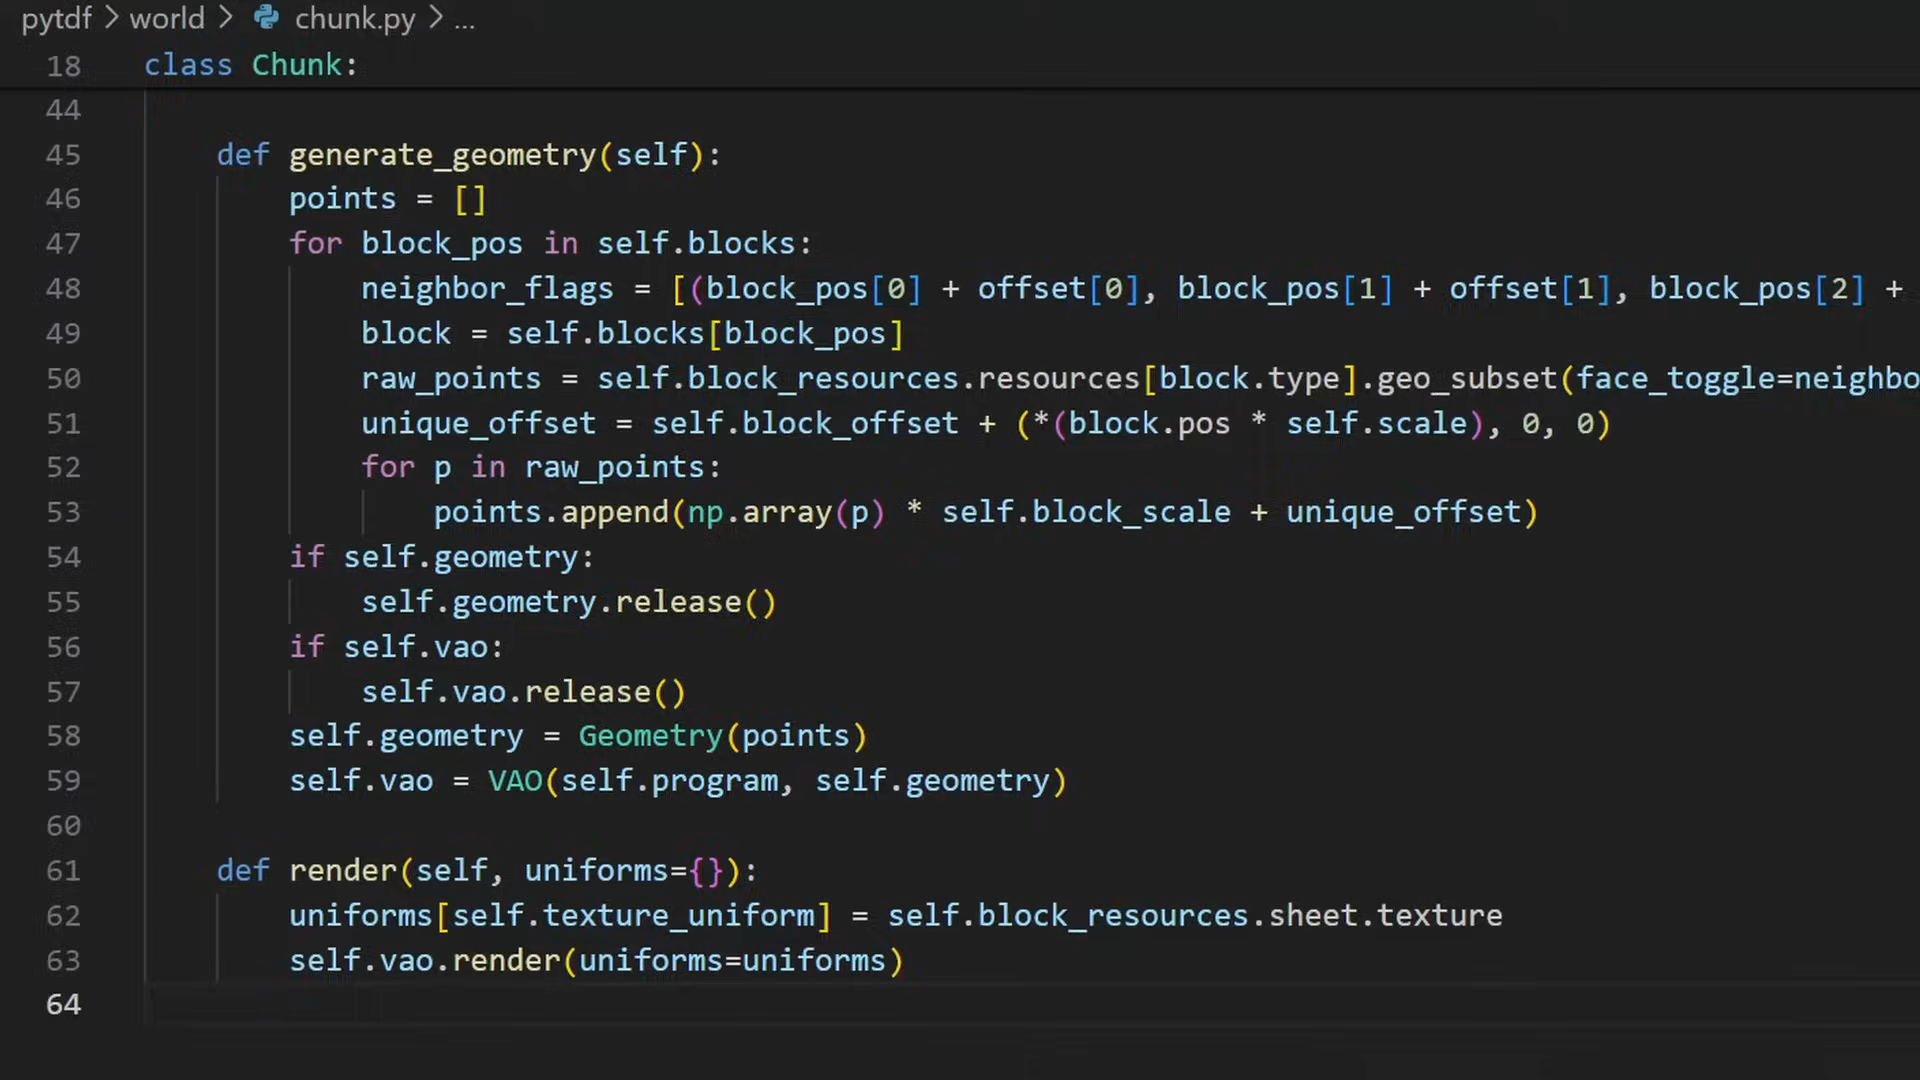 pytdf > world > chunk.py > ...
18 class Chunk:
44
45 def generate_geometry(self):
46 points = []
47 for block_pos in self.blocks:
48 neighbor_flags = [(block_pos[0] + offset[0], block_pos[1] + offset[1], block_pos[2] +
49 block = self.blocks[block_pos]
50 raw_points = self.block_resources.resources[block.type].geo_subset(face_toggle=neighbo
51 unique_offset = self.block_offset + (*(block.pos * self.scale), 0, 0)
52 for p in raw_points:
53 points.append(np.array(p) * self.block_scale + unique_offset)
54 if self.geometry:
55 self.geometry.release()
56 if self.vao:
57 self.vao.release()
58 self.geometry = Geometry(points)
59 self.vao = VAO(self.program, self.geometry)
60
61 def render(self, uniforms={}):
62 uniforms[self.texture_uniform] = self.block_resources.sheet.texture
63 self.vao.render(uniforms=uniforms)
64